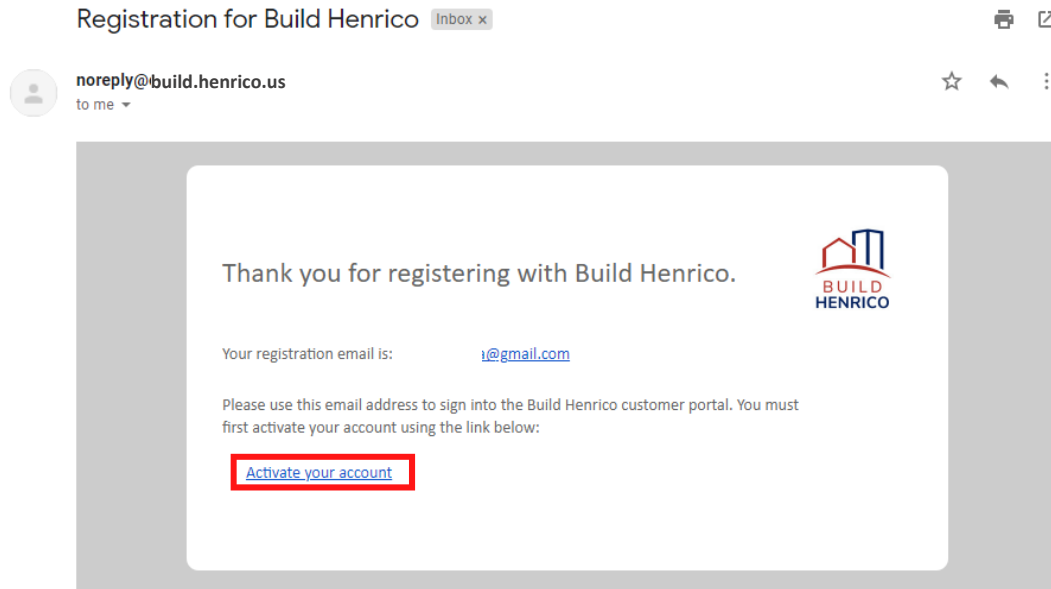 Registration for Build Henrico Inbox x
noreply@build.henrico.us
to me
Thank you for registering with Build Henrico.
BUILD
HENRICO
Your registration email is: @gmail.com
Please use this email address to sign into the Build Henrico customer portal. You must
first activate your account using the link below:
Activate your account